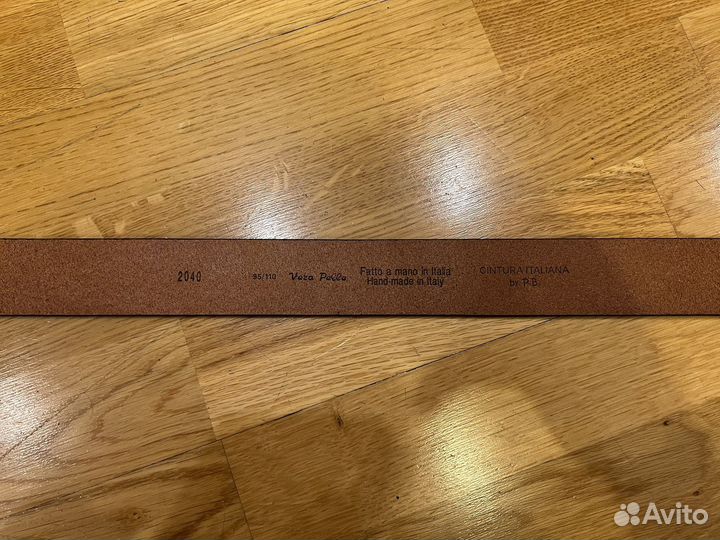 2040
95/110
Vera Pelle
Fatto a mano in Italia
Hand-made in Italy
CINTURA ITALIANA
by P.B.
Avito